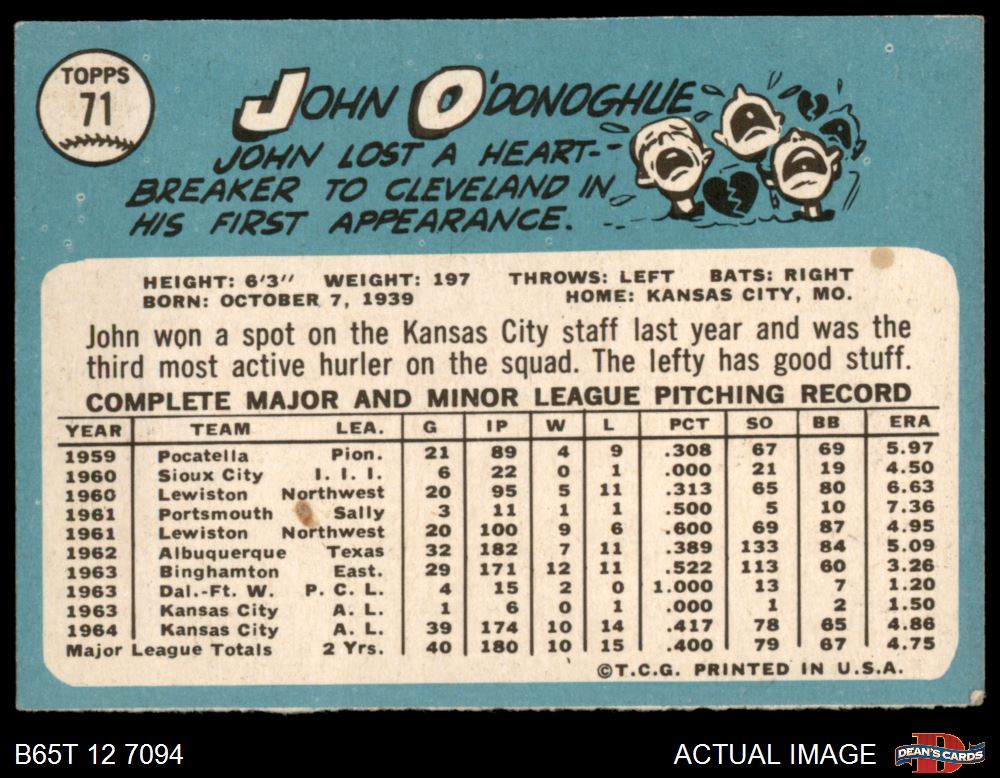 TOPPS
71
JOHN O'DONOGHUE
JOHN LOST A HEART--
BREAKER TO CLEVELAND IN
HIS FIRST APPEARANCE.
HEIGHT: 6'3" WEIGHT: 197 THROWS: LEFT BATS: RIGHT
BORN: OCTOBER 7, 1939 HOME: KANSAS CITY, MO.
John won a spot on the Kansas City staff last year and was the
third most active hurler on the squad. The lefty has good stuff.
COMPLETE MAJOR AND MINOR LEAGUE PITCHING RECORD
YEAR TEAM LEA. G IP W L PCT SO BB ERA
1959 Pocatella Pion. 21 89 4 9 .308 67 69 5.97
1960 Sioux City I. I. I. 6 22 0 1 .000 21 19 4.50
1960 Lewiston Northwest 20 95 5 11 .313 65 80 6.63
1961 Portsmouth Sally 3 11 1 1 .500 5 10 7.36
1961 Lewiston Northwest 20 100 9 6 .600 69 87 4.95
1962 Albuquerque Texas 32 182 7 11 .389 133 84 5.09
1963 Binghamton East. 29 171 12 11 .522 113 60 3.26
1963 Dal.-Ft. W. P. C. L. 4 15 2 0 1.000 13 7 1.20
1963 Kansas City A. L. 1 6 0 1 .000 1 2 1.50
1964 Kansas City A. L. 39 174 10 14 .417 78 65 4.86
Major League Totals 2 Yrs. 40 180 10 15 .400 79 67 4.75
©T.C.G. PRINTED IN U.S.A.
B65T 12 7094 ACTUAL IMAGE DEAN'S CARDS